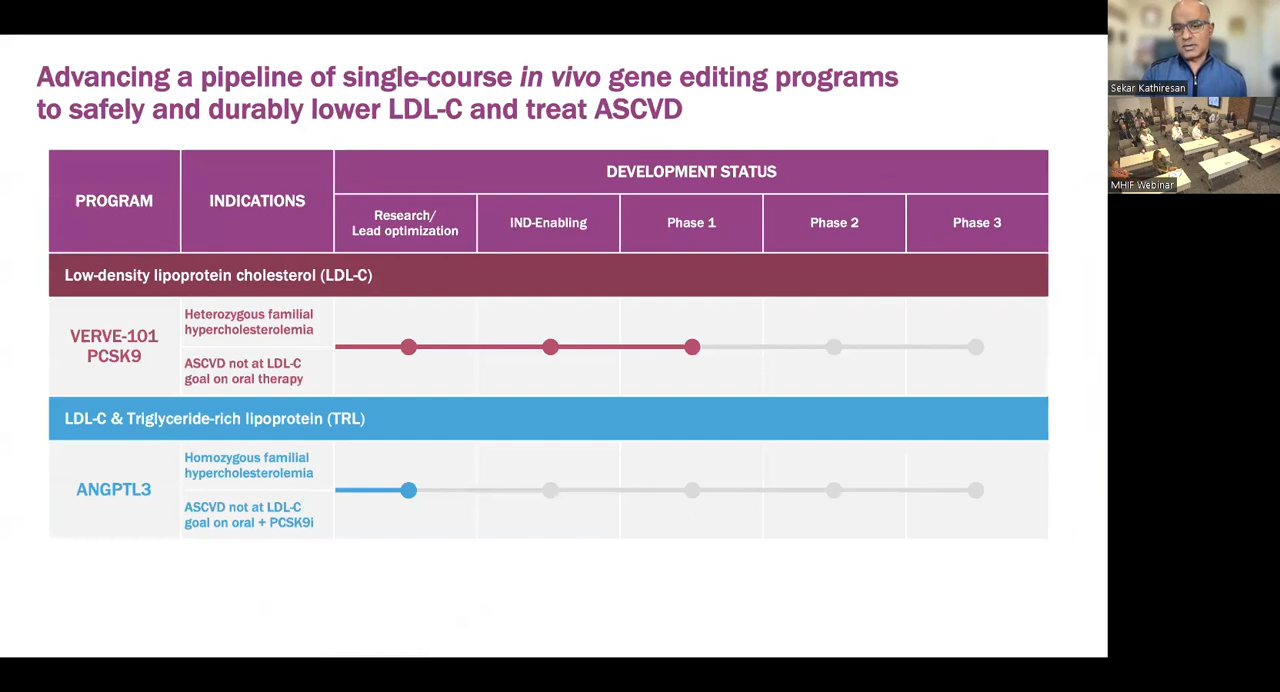 Advancing a pipeline of single-course in vivo gene editing programs
to safely and durably lower LDL-C and treat ASCVD
PROGRAM
INDICATIONS
DEVELOPMENT STATUS
Research/
Lead optimization
IND-Enabling
Phase 1
Phase 2
Phase 3
Low-density lipoprotein cholesterol (LDL-C)
VERVE-101
PCSK9
Heterozygous familial
hypercholesterolemia
ASCVD not at LDL-C
goal on oral therapy
LDL-C & Triglyceride-rich lipoprotein (TRL)
ANGPTL3
Homozygous familial
hypercholesterolemia
ASCVD not at LDL-C
goal on oral + PCSK9i
Sekar Kathiresan
MHIF Webinar